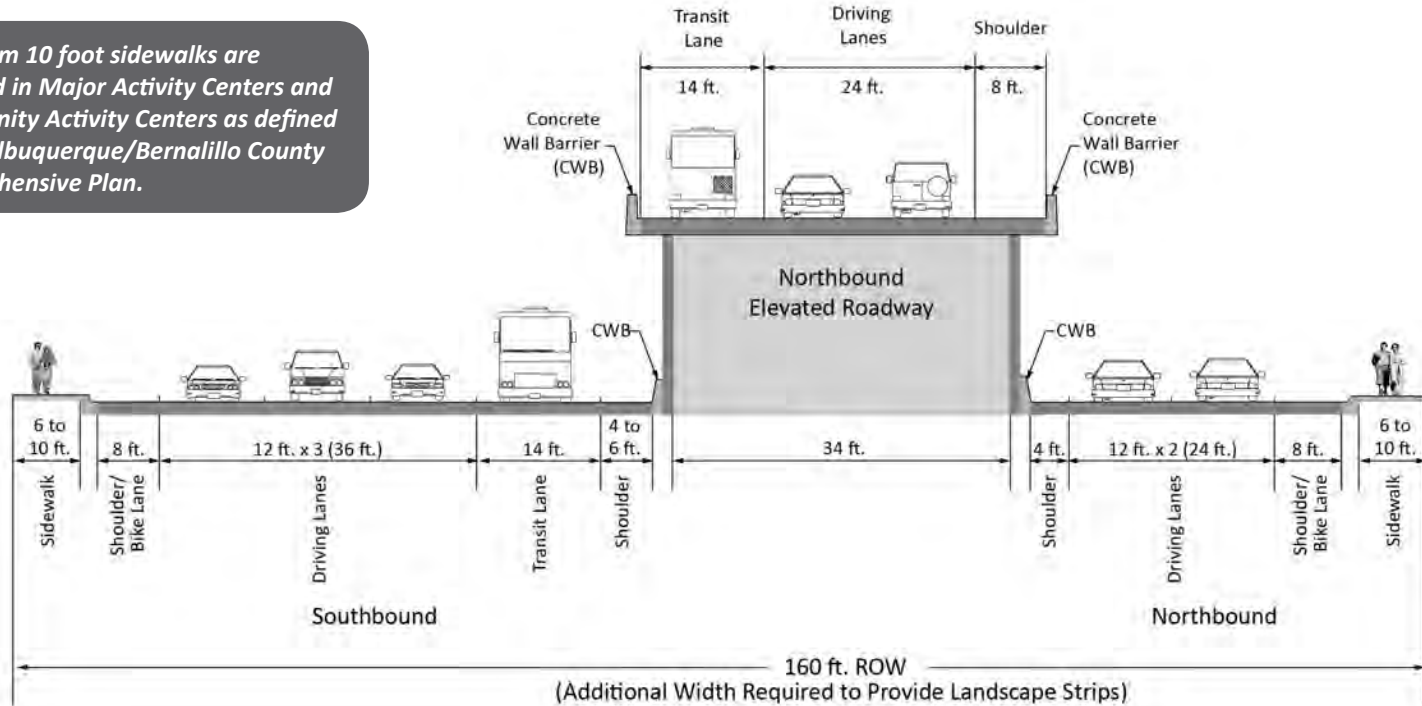 10 foot sidewalks are
in Major Activity Centers and
Activity Centers as defined
County
Plan.
Transit
Lane
Driving
Lanes
Shoulder
14 ft.
24 ft.
8 ft.
Concrete
Wall Barrier
(CWB)
Concrete
Wall Barrier
(CWB)
Northbound
Elevated Roadway
CWB
CWB
6 to
10 ft.
8 ft.
12 ft. x 3 (36 ft.)
14 ft.
4 to
6 ft.
34 ft.
4 ft.
12 ft. x 2 (24 ft.)
8 ft.
6 to
10 ft.
Sidewalk
Shoulder/
Bike Lane
Driving Lanes
Transit Lane
Shoulder
Shoulder
Driving Lanes
Shoulder/
Bike Lane
Sidewalk
Southbound
Northbound
160 ft. ROW
(Additional Width Required to Provide Landscape Strips)